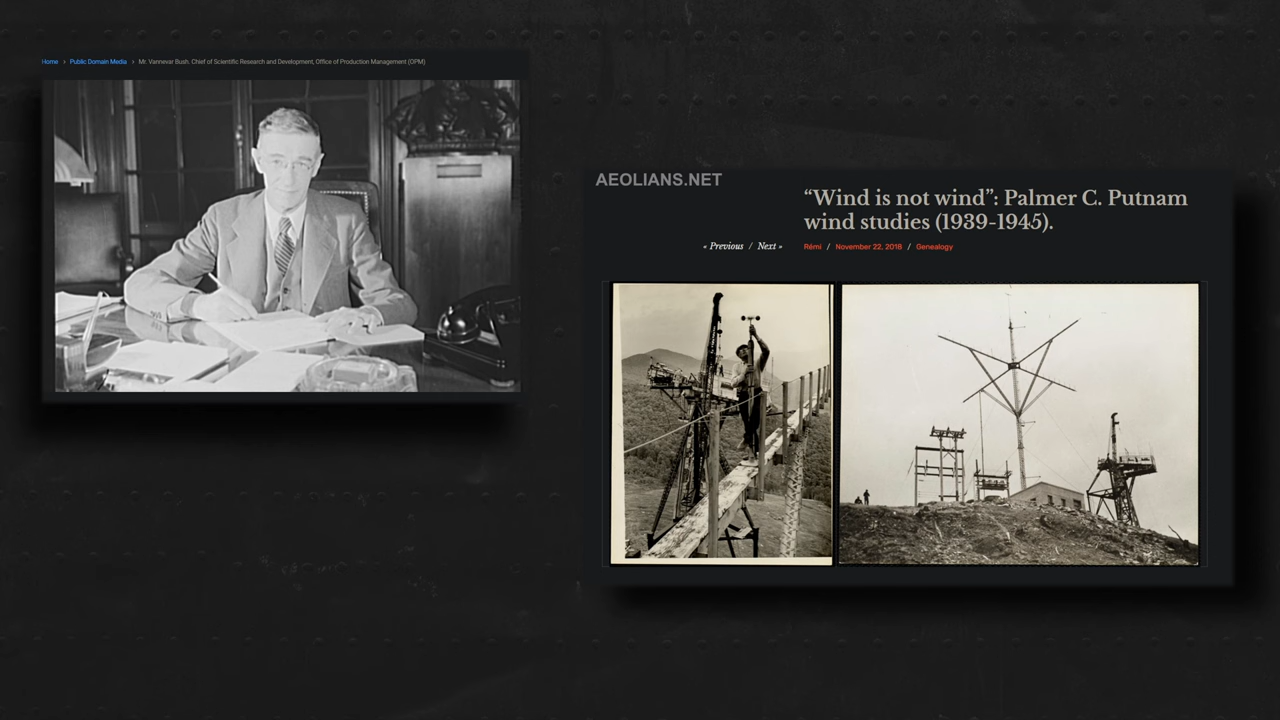 Home › Public Domain Media › Mr. Vannevar Bush. Chief of Scientific Research and Development, Office of Production Management (OPM)
AEOLIANS.NET
“Wind is not wind”: Palmer C. Putnam
wind studies (1939-1945).
« Previous / Next »
Rémi / November 22, 2018 / Genealogy